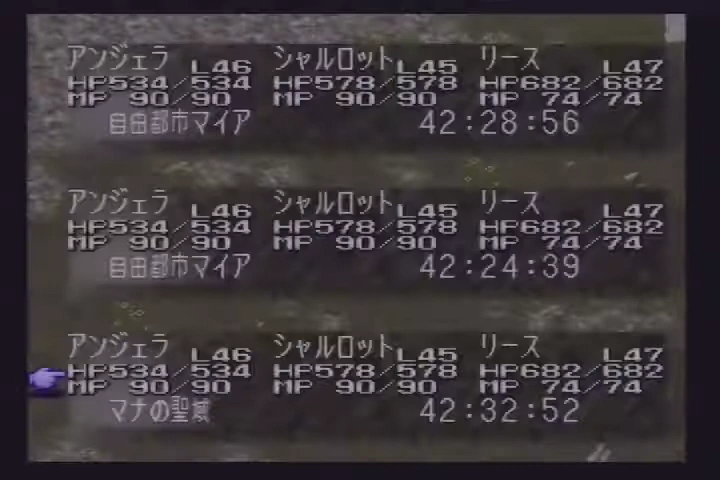 アンジェラ L46 シャルロット L45 リース L47
HP534/534 HP578/578 HP682/682
MP 90/90 MP 90/90 MP 74/74
自由都市マイア 42:28:56
アンジェラ L46 シャルロット L45 リース L47
HP534/534 HP578/578 HP682/682
MP 90/90 MP 90/90 MP 74/74
自由都市マイア 42:24:39
アンジェラ L46 シャルロット L45 リース L47
HP534/534 HP578/578 HP682/682
MP 90/90 MP 90/90 MP 74/74
マナの聖域 42:32:52